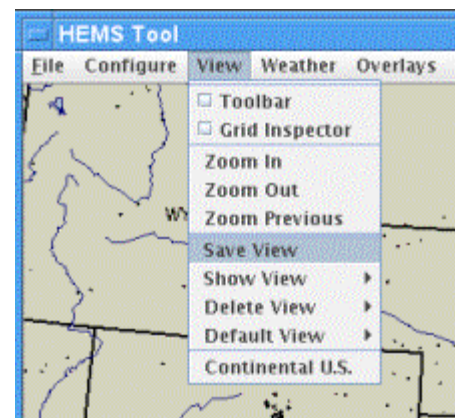 HEMS Tool
File Configure View Weather Overlays
Toolbar
Grid Inspector
Zoom In
Zoom Out
WY
Zoom Previous
Save View
Show View
Delete View
Default View
Continental U.S.